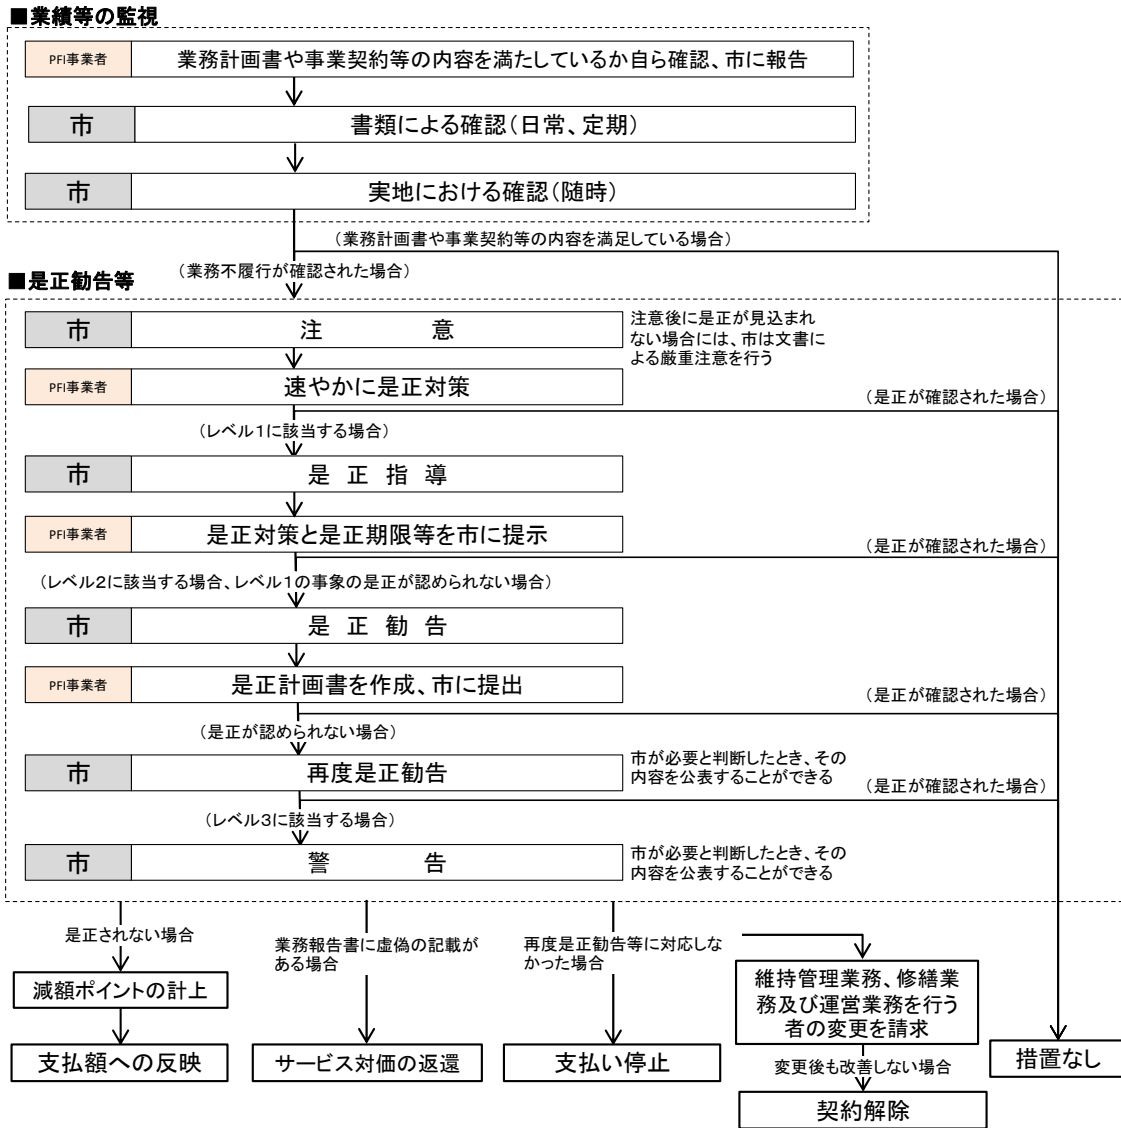 ■業績等の監視
PFI事業者
業務計画書や事業契約等の内容を満たしているか自ら確認、市に報告
市
書類による確認（日常、定期）
市
実地における確認（随時）
（業務計画書や事業契約等の内容を満足している場合）
（業務不履行が確認された場合）
■是正勧告等
市
注　　　　　意
注意後に是正が見込まれ
ない場合には、市は文書に
よる厳重注意を行う
PFI事業者
速やかに是正対策
（是正が確認された場合）
（レベル１に該当する場合）
市
是　正　指　導
PFI事業者
是正対策と是正期限等を市に提示
（是正が確認された場合）
（レベル２に該当する場合、レベル１の事象の是正が認められない場合）
市
是　正　勧　告
PFI事業者
是正計画書を作成、市に提出
（是正が確認された場合）
（是正が認められない場合）
市
再度是正勧告
市が必要と判断したとき、その
内容を公表することができる
（是正が確認された場合）
（レベル３に該当する場合）
市
警　　　　　告
市が必要と判断したとき、その
内容を公表することができる
是正されない場合
減額ポイントの計上
支払額への反映
業務報告書に虚偽の記載が
ある場合
サービス対価の返還
再度是正勧告等に対応しな
かった場合
支払い停止
維持管理業務、修繕業
務及び運営業務を行う
者の変更を請求
変更後も改善しない場合
契約解除
措置なし